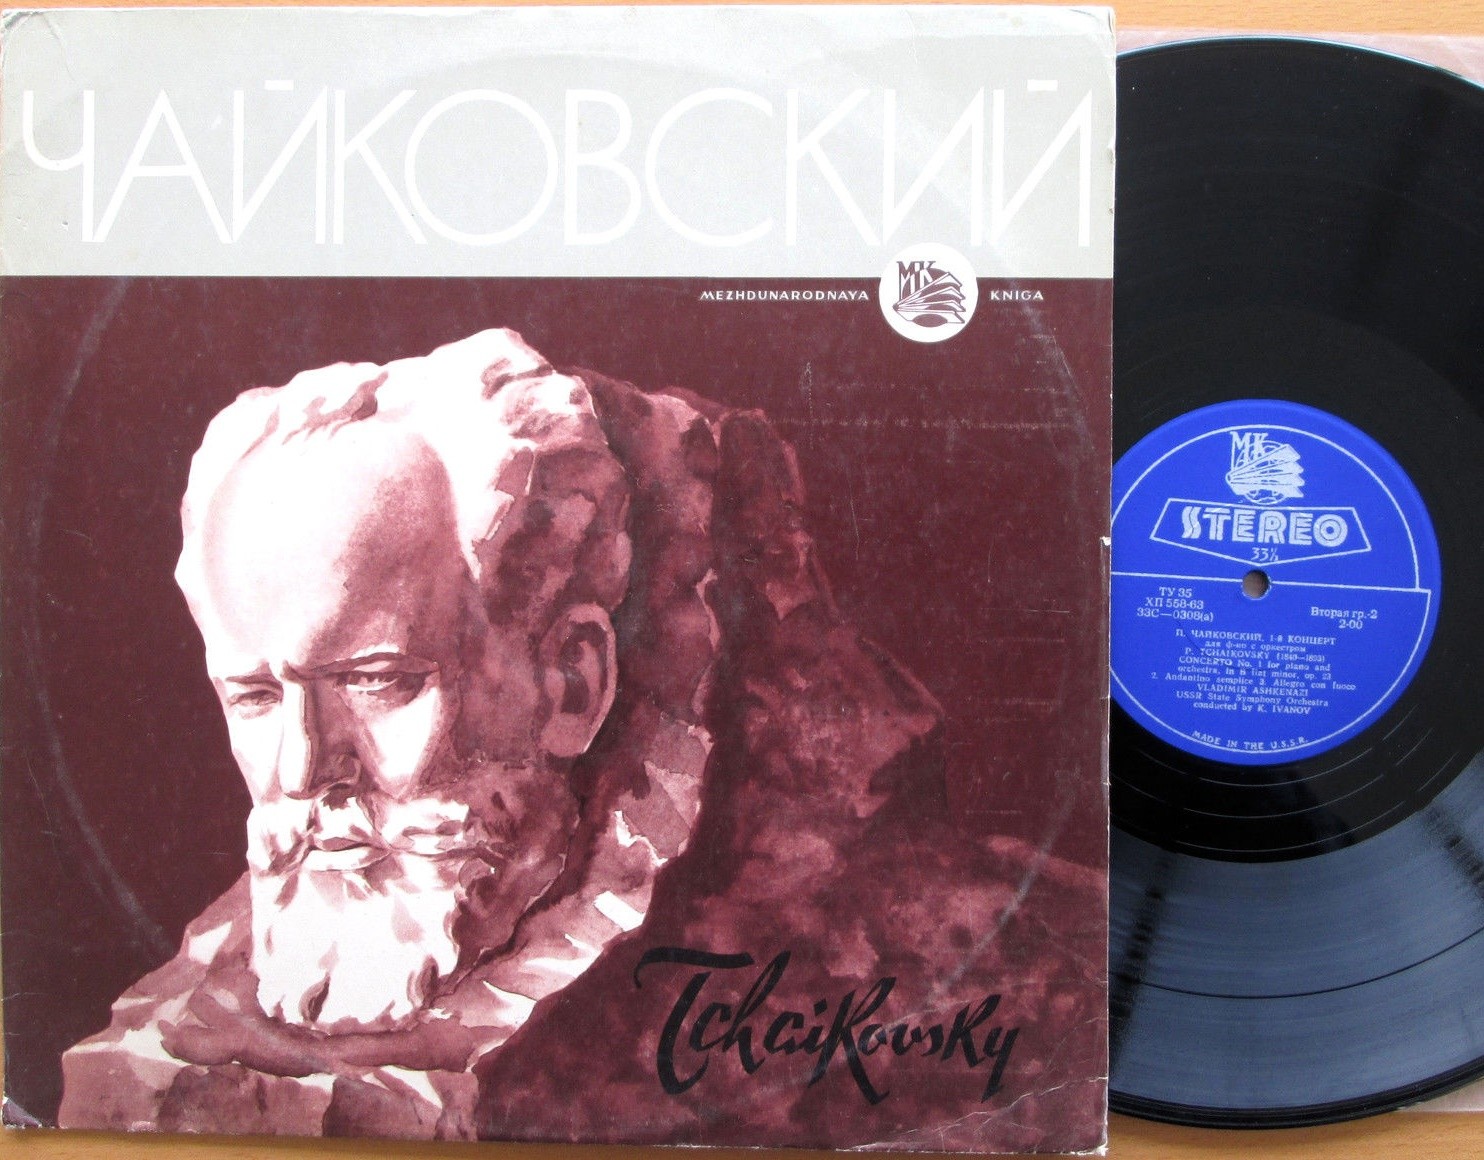 ЧАЙКОВСКИЙ
MEZHDUNARODNAYA MK KNIGA
Tchaikovsky
MK
STEREO
33⅓
ТУ 35
ХП 558-63
33С—0308(а)
Вторая гр.-2
2-00
П. ЧАЙКОВСКИЙ, 1-й КОНЦЕРТ
для ф-но с оркестром
P. TCHAIKOVSKY (1840—1893)
CONCERTO No. 1 for piano and
orchestra, in B flat minor, op. 23
2. Andantino semplice 3. Allegro con fuoco
VLADIMIR ASHKENAZI
USSR State Symphony Orchestra
conducted by K. IVANOV
MADE IN THE U.S.S.R.